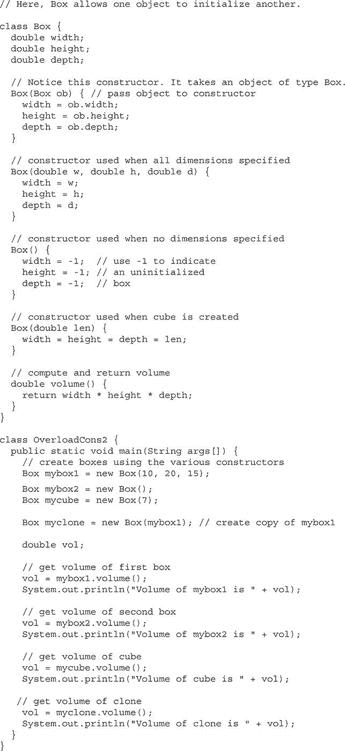 // Here, Box allows one object to initialize another.
class Box {
  double width;
  double height;
  double depth;
  // Notice this constructor. It takes an object of type Box.
  Box(Box ob) { // pass object to constructor
    width = ob.width;
    height = ob.height;
    depth = ob.depth;
  }
  // constructor used when all dimensions specified
  Box(double w, double h, double d) {
    width = w;
    height = h;
    depth = d;
  }
  // constructor used when no dimensions specified
  Box() {
    width = -1;  // use -1 to indicate
    height = -1; // an uninitialized
    depth = -1;  // box
  }
  // constructor used when cube is created
  Box(double len) {
    width = height = depth = len;
  }
  // compute and return volume
  double volume() {
    return width * height * depth;
  }
}
class OverloadCons2 {
  public static void main(String args[]) {
    // create boxes using the various constructors
    Box mybox1 = new Box(10, 20, 15);
    Box mybox2 = new Box();
    Box mycube = new Box(7);
    Box myclone = new Box(mybox1); // create copy of mybox1
    double vol;
    // get volume of first box
    vol = mybox1.volume();
    System.out.println("Volume of mybox1 is " + vol);
    // get volume of second box
    vol = mybox2.volume();
    System.out.println("Volume of mybox2 is " + vol);
    // get volume of cube
    vol = mycube.volume();
    System.out.println("Volume of cube is " + vol);
   // get volume of clone
    vol = myclone.volume();
    System.out.println("Volume of clone is " + vol);
  }
}